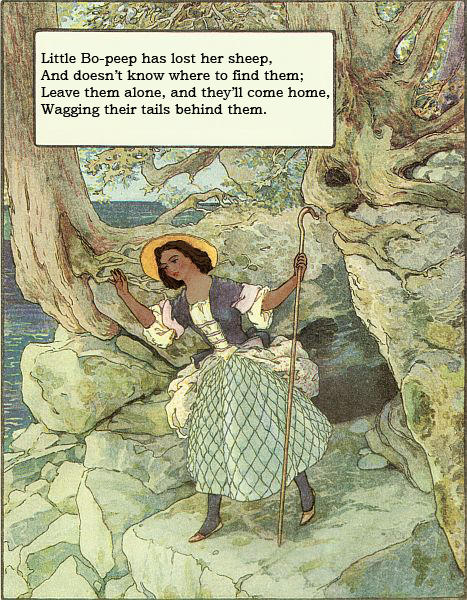 Little Bo-peep has lost her sheep,
And doesn't know where to find them;
Leave them alone, and they'll come home,
Wagging their tails behind them.